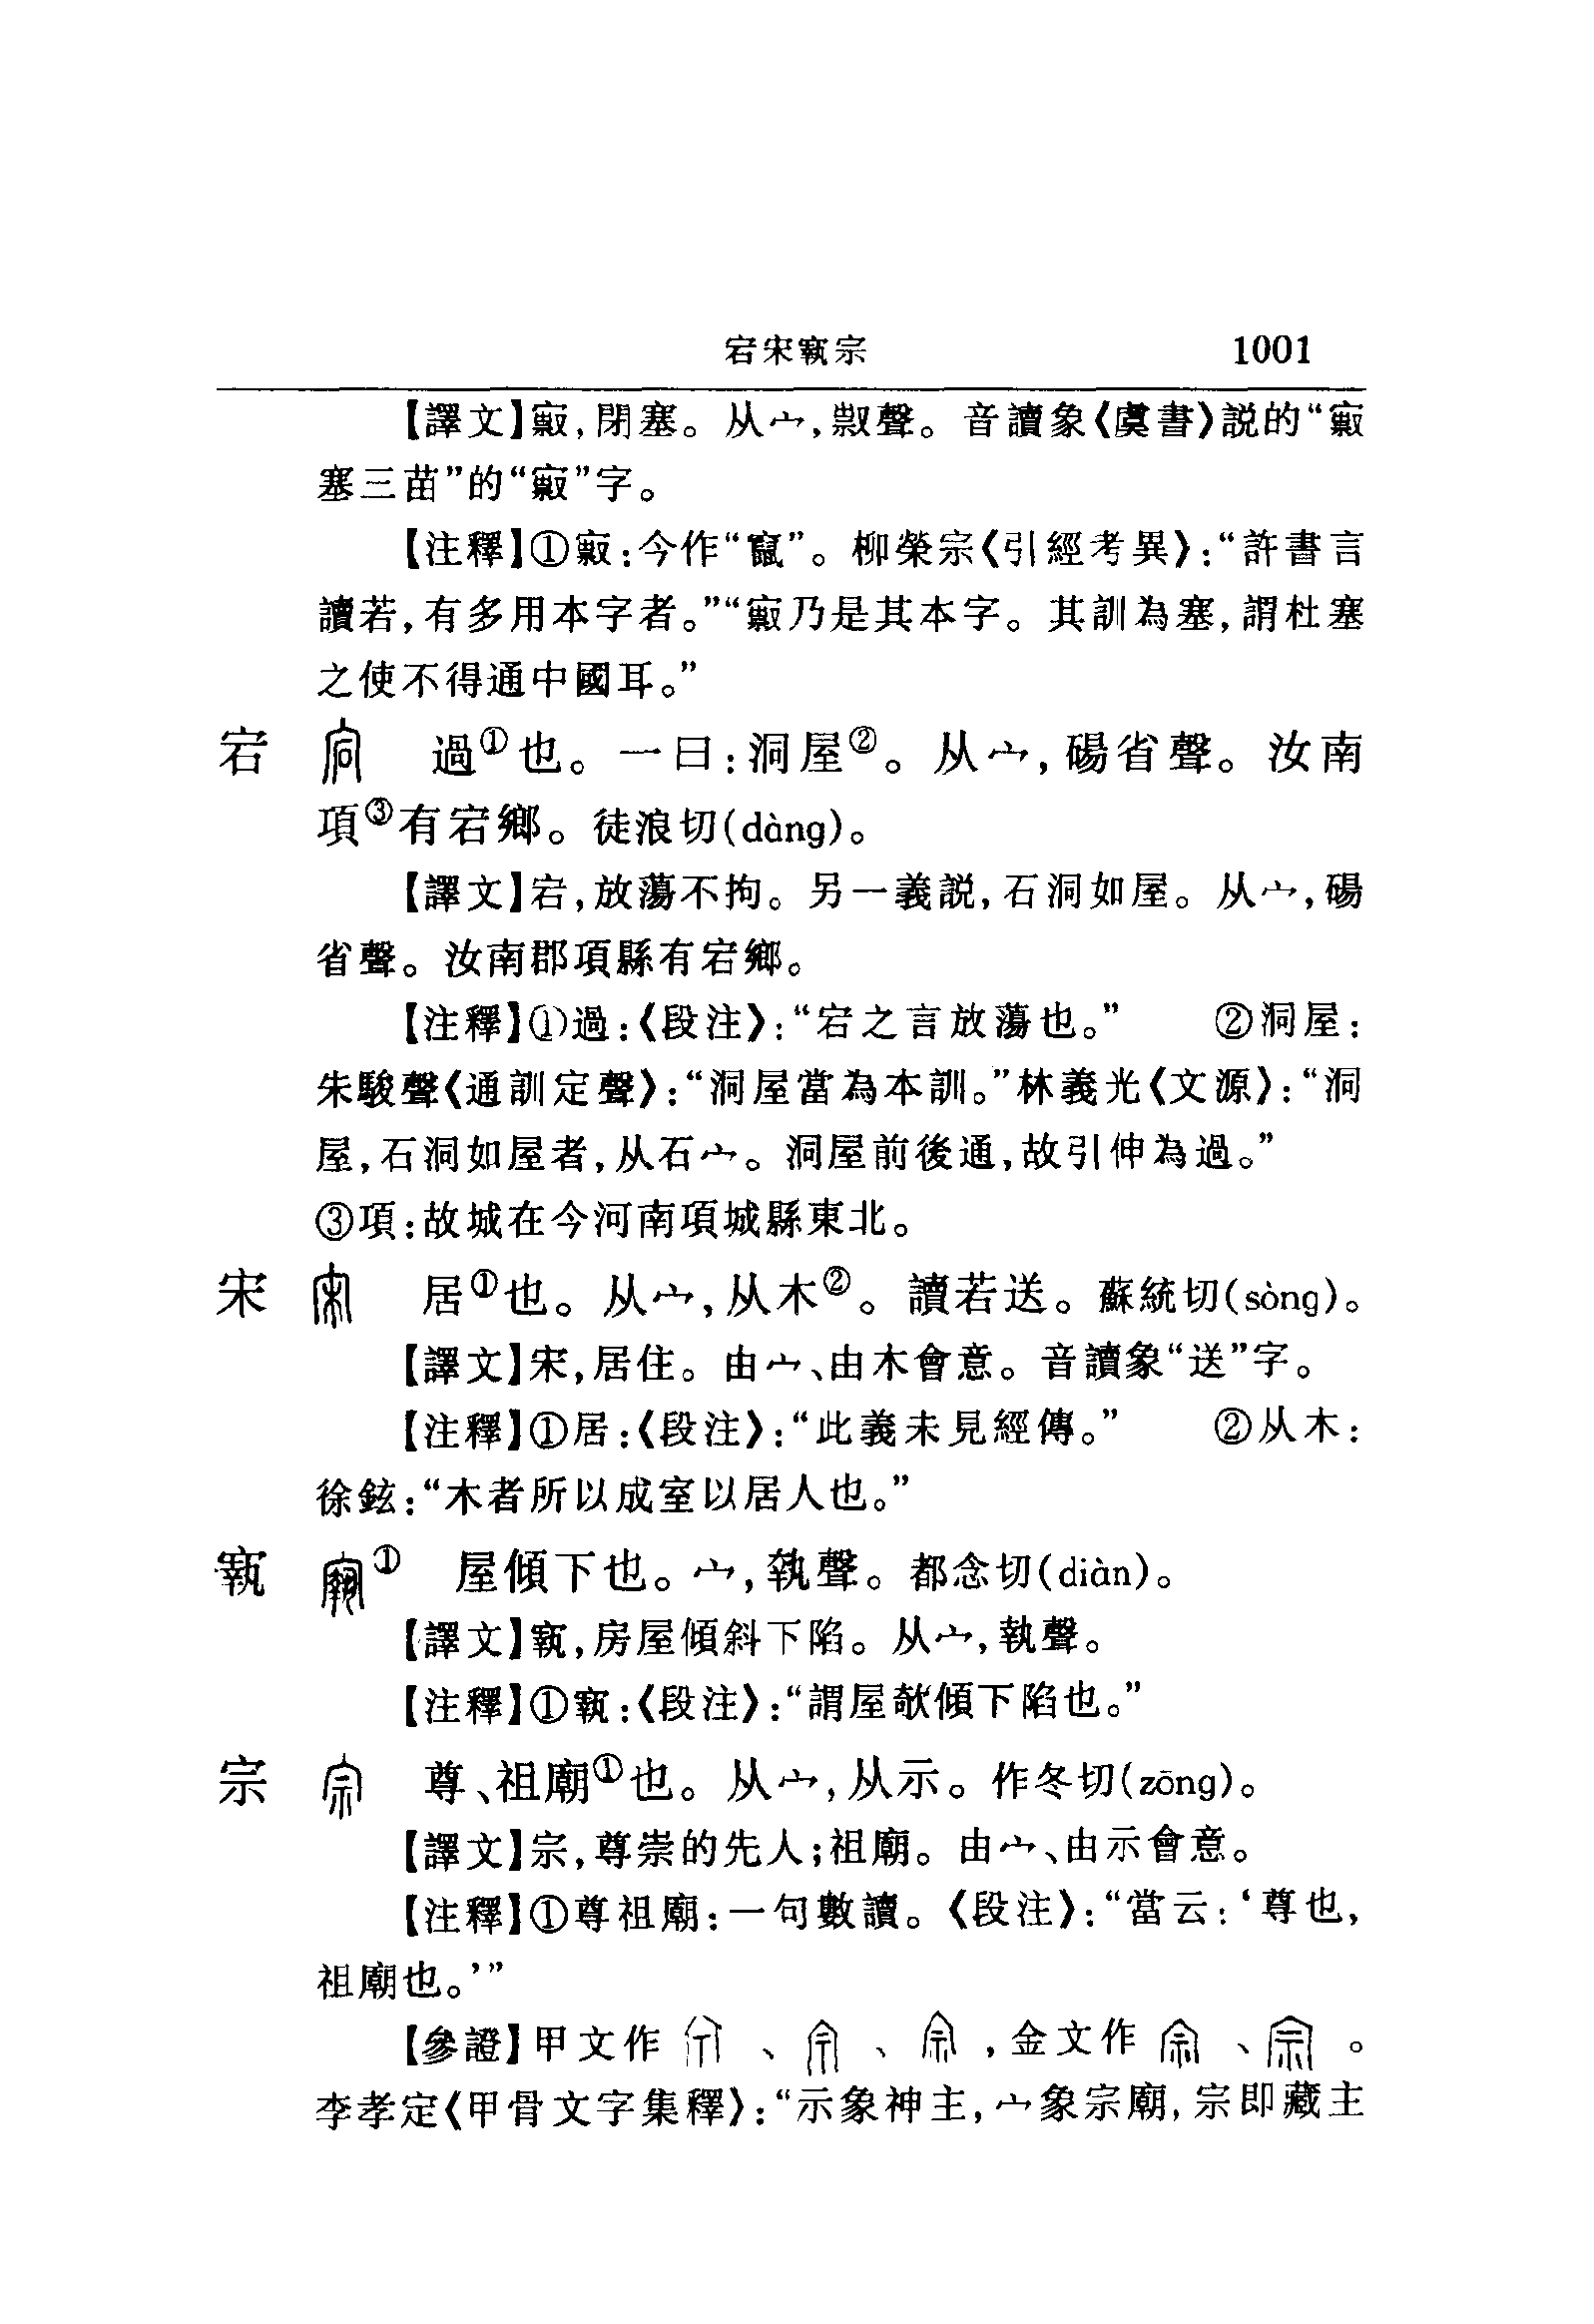 宕宋㝪宗 1001
【譯文】㝮,閉塞。从宀,𣀳聲。音讀象《虞書》説的“㝮
塞三苗”的“㝮”字。
【注釋】①㝮:今作“竄”。柳榮宗《引經考異》:“許書言
讀若,有多用本字者。”“㝮乃是其本字。其訓為塞,謂杜塞
之使不得通中國耳。”
宕 過①也。一曰:洞屋②。从宀,碭省聲。汝南
項③有宕鄉。徒浪切(dàng)。
【譯文】宕,放蕩不拘。另一義説,石洞如屋。从宀,碭
省聲。汝南郡項縣有宕鄉。
【注釋】①過:《段注》:“宕之言放蕩也。” ②洞屋:
朱駿聲《通訓定聲》:“洞屋當為本訓。”林義光《文源》:“洞
屋,石洞如屋者,从石宀。洞屋前後通,故引伸為過。”
③項:故城在今河南項城縣東北。
宋 居①也。从宀,从木②。讀若送。蘇統切(sòng)。
【譯文】宋,居住。由宀、由木會意。音讀象“送”字。
【注釋】①居:《段注》:“此義未見經傳。” ②从木:
徐鉉:“木者所以成室以居人也。”
㝪 ① 屋傾下也。宀,執聲。都念切(diàn)。
【譯文】㝪,房屋傾斜下陷。从宀,執聲。
【注釋】①㝪:《段注》:“謂屋欹傾下陷也。”
宗 尊、祖廟①也。从宀,从示。作冬切(zōng)。
【譯文】宗,尊崇的先人;祖廟。由宀、由示會意。
【注釋】①尊祖廟:一句數讀。《段注》:“當云:‘尊也,
祖廟也。’”
【參證】甲文作 、 、 ,金文作 、 。
李孝定《甲骨文字集釋》:“示象神主,宀象宗廟,宗即藏主